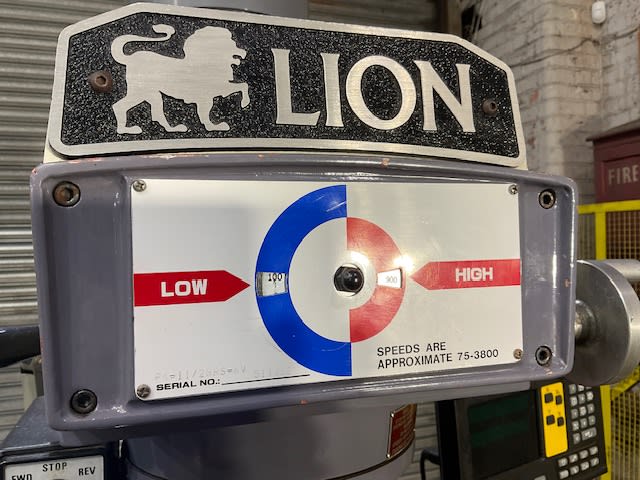 LION
LOW
100
900
HIGH
SPEEDS ARE
APPROXIMATE 75-3800
SERIAL NO.:
FIRE
STOP
FWD
REV